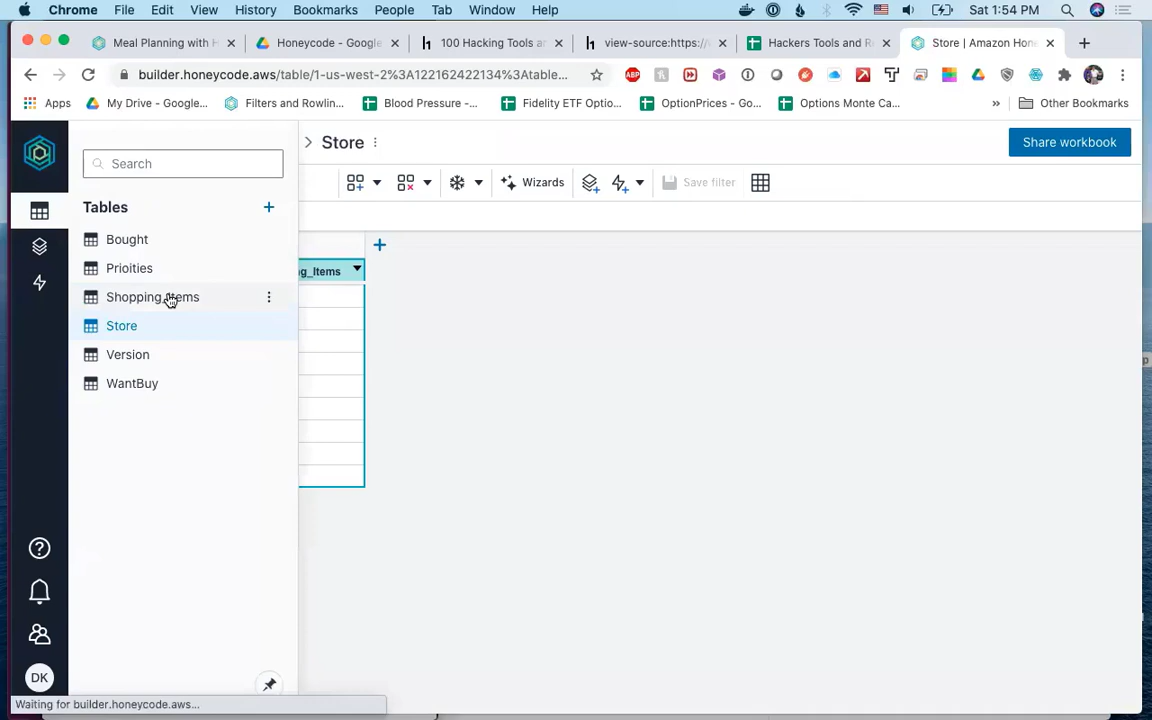 Chrome File Edit View History Bookmarks People Tab Window Help Sat 1:54 PM
Meal Planning with H Honeycode - Google 100 Hacking Tools an view-source:https://v Hackers Tools and R Store | Amazon Hone
builder.honeycode.aws/table/1-us-west-2%3A122162422134%3Atable... ABP
Apps My Drive - Google... Filters and Rowlin... Blood Pressure -... Fidelity ETF Optio... OptionPrices - Go... Options Monte Ca... » Other Bookmarks
Store Share workbook
Search
Wizards Save filter
Tables
Bought
g_Items
Prioities
Shopping_Items
Store
Version
WantBuy
DK
Waiting for builder.honeycode.aws...